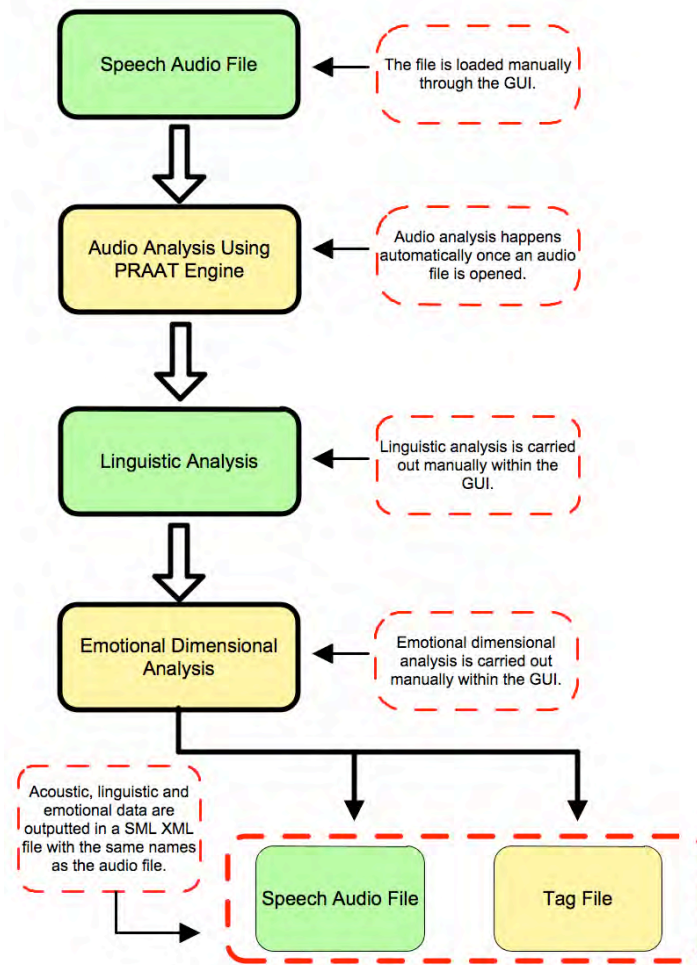 Speech Audio File
The file is loaded manually
through the GUI.
Audio Analysis Using
PRAAT Engine
Audio analysis happens
automatically once an audio
file is opened.
Linguistic Analysis
Linguistic analysis is carried
out manually within the
GUI.
Emotional Dimensional
Analysis
Emotional dimensional
analysis is carried out
manually within the GUI.
Acoustic, linguistic and
emotional data are
outputted in a SML XML
file with the same names
as the audio file.
Speech Audio File
Tag File